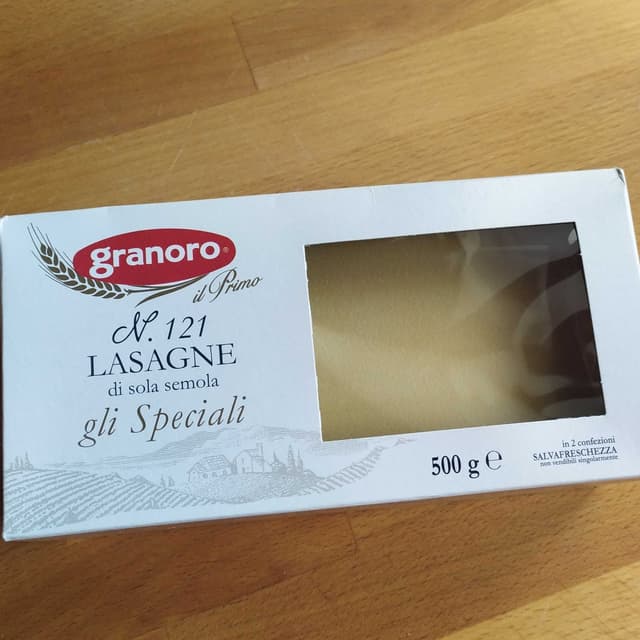 granoro®
il Primo
N. 121
LASAGNE
di sola semola
gli Speciali
500 g ℮
in 2 confezioni
SALVAFRESCHEZZA
non vendibili singolarmente